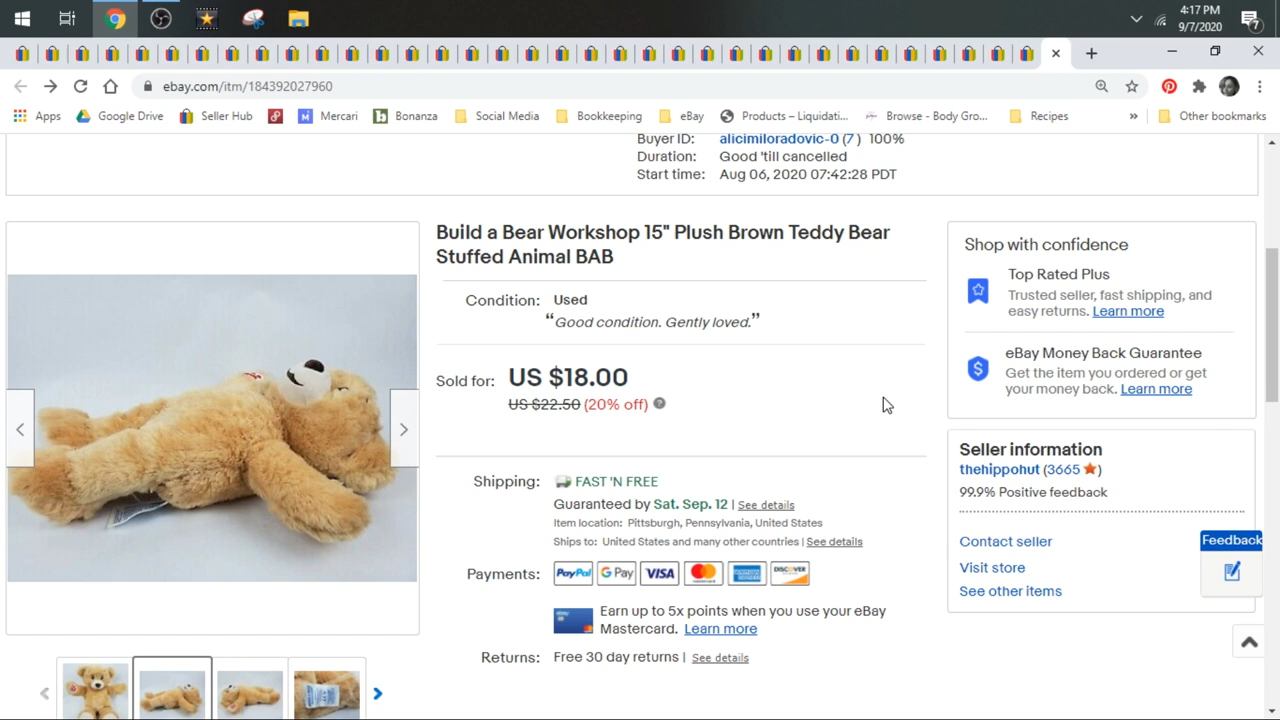 4:17 PM
9/7/2020
7
ebay.com/itm/184392027960
Apps
Google Drive
Seller Hub
Mercari
Bonanza
Social Media
Bookkeeping
eBay
Products – Liquidati...
Browse - Body Gro...
Recipes
»
Other bookmarks
Buyer ID: alicimiloradovic-0 (7 ) 100%
Duration: Good 'till cancelled
Start time: Aug 06, 2020 07:42:28 PDT
Build a Bear Workshop 15" Plush Brown Teddy Bear
Stuffed Animal BAB
Condition: Used
“Good condition. Gently loved.”
Sold for: US $18.00
US $22.50 (20% off)
Shipping: FAST 'N FREE
Guaranteed by Sat. Sep. 12 | See details
Item location: Pittsburgh, Pennsylvania, United States
Ships to: United States and many other countries | See details
Payments: PayPal G Pay VISA AMERICAN EXPRESS DISCOVER
Earn up to 5x points when you use your eBay
Mastercard. Learn more
Returns: Free 30 day returns | See details
Shop with confidence
Top Rated Plus
Trusted seller, fast shipping, and
easy returns. Learn more
eBay Money Back Guarantee
Get the item you ordered or get
your money back. Learn more
Seller information
thehippohut (3665 )
99.9% Positive feedback
Contact seller
Visit store
See other items
Feedback